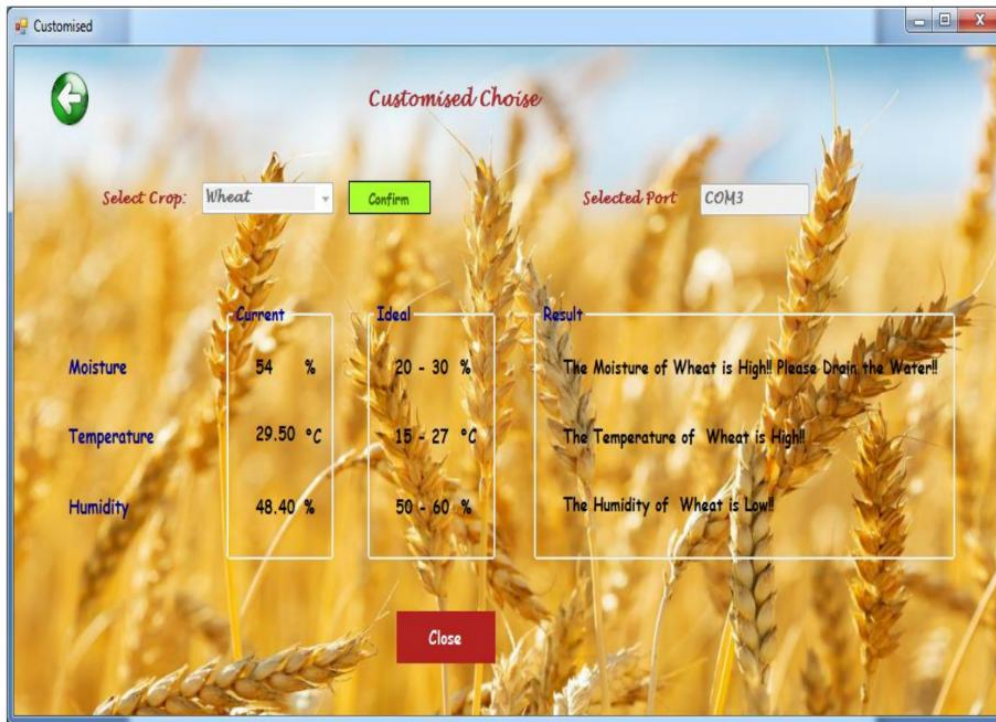 Customised
Customised Choise
Select Crop: Wheat Confirm Selected Port COM3
Current Ideal Result
Moisture 54 % 20 - 30 % The Moisture of Wheat is High!! Please Drain the Water!!
Temperature 29.50 °C 15 - 27 °C The Temperature of Wheat is High!!
Humidity 48.40 % 50 - 60 % The Humidity of Wheat is Low!!
Close